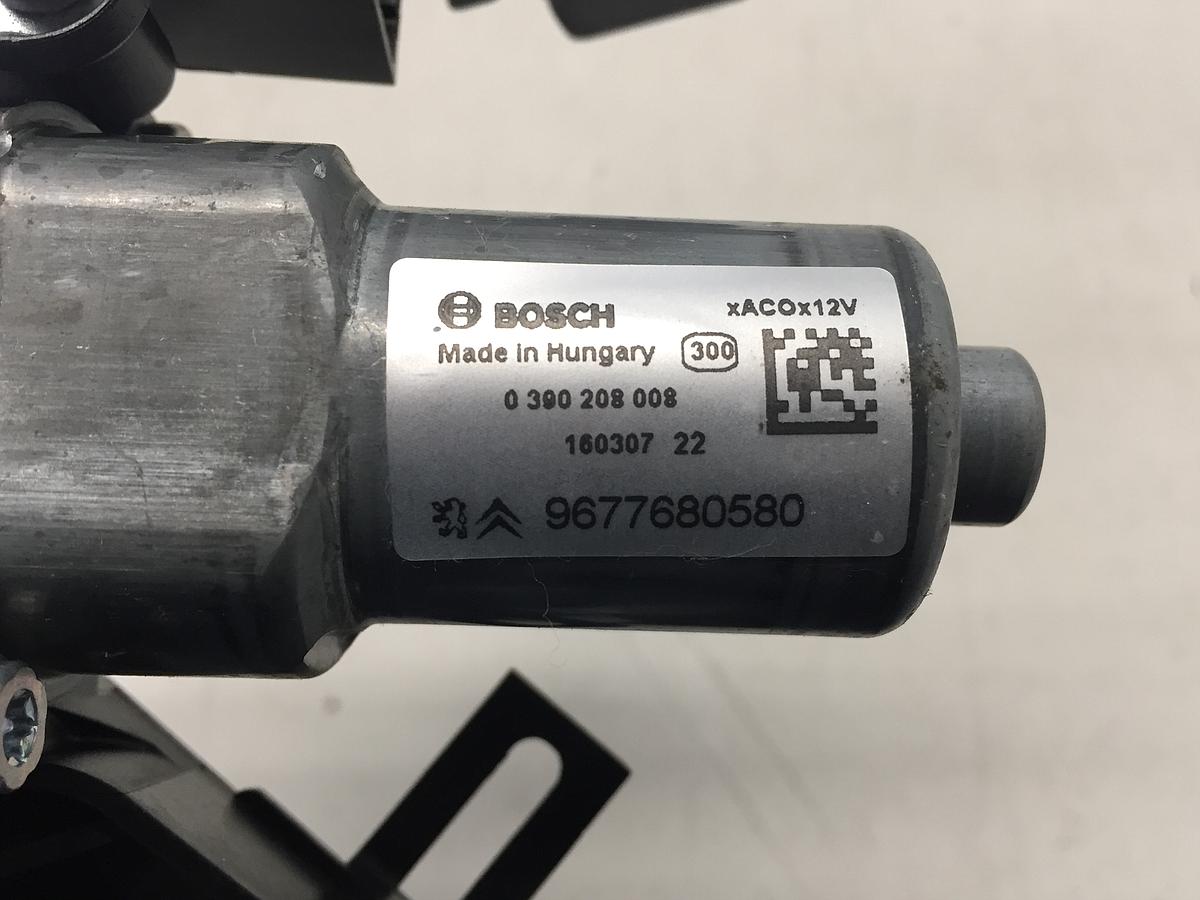 BOSCH
xACOx12V
Made in Hungary 300
0 390 208 008
160307 22
9677680580